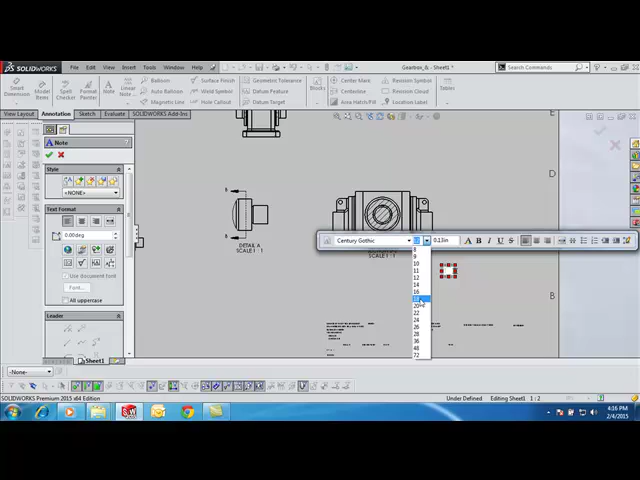 SOLIDWORKS File Edit View Insert Tools Window Help Gearbox_&- Sheet1 * Search Commands
Smart Dimension Model Items Spell Checker Format Painter Note Linear Note... Balloon Surface Finish Geometric Tolerance Blocks Center Mark Revision Symbol Tables
Auto Balloon Weld Symbol Datum Feature Centerline Revision Cloud
Magnetic Line Hole Callout Datum Target Area Hatch/Fill Location Label
View Layout Annotation Sketch Evaluate SOLIDWORKS Add-Ins
E
Note
D
Style
<NONE>
B
Text Format
0.00deg
Use document font
Font...
All uppercase
Leader
B
DETAIL A
SCALE 1 : 1
Century Gothic 0.13in
A B I U S
8
9
10
11
12
14
16
18
20
22
24
26
28
36
48
72
B
Sheet1
-None-
SOLIDWORKS Premium 2015 x64 Edition Under Defined Editing Sheet1 1 : 2
4:16 PM
2/4/2015